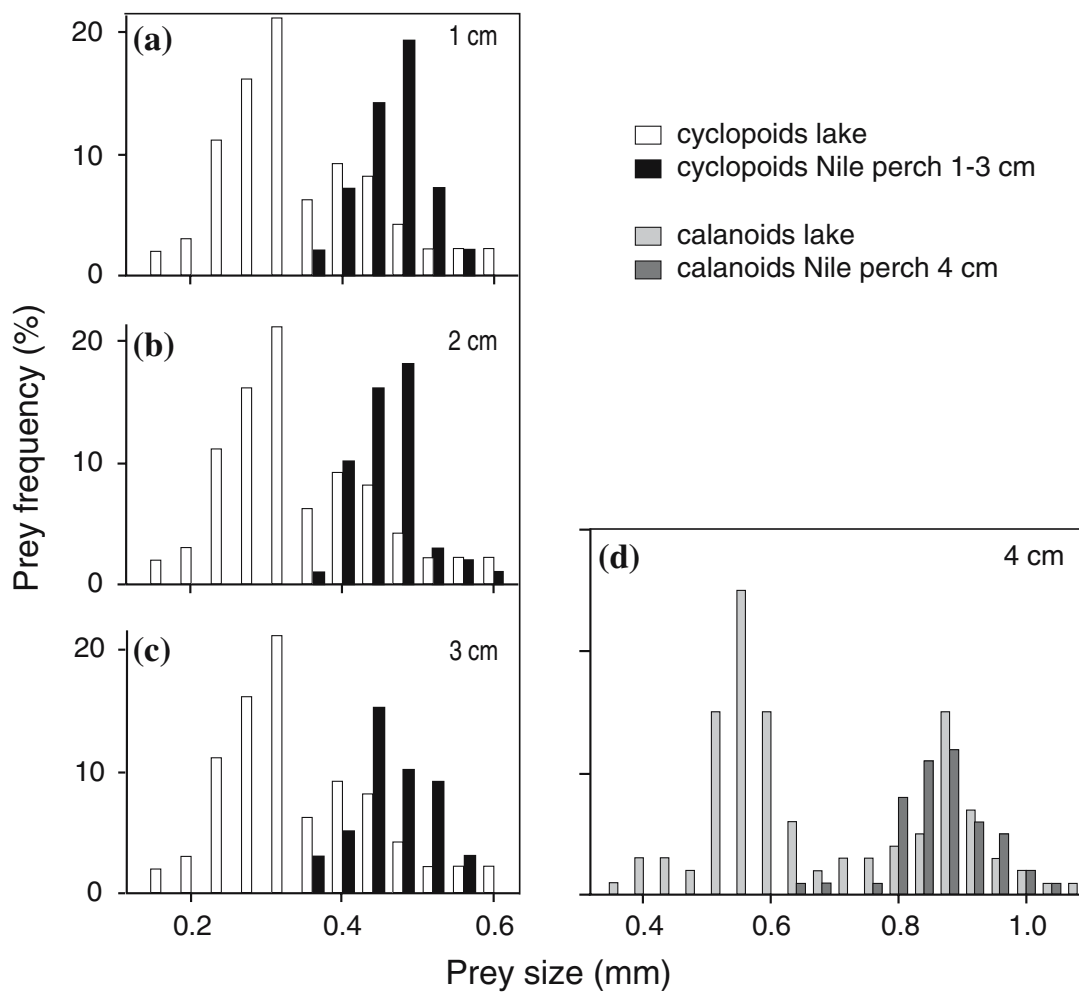 (a)
1 cm
20
10
0
cyclopoids lake
cyclopoids Nile perch 1-3 cm
calanoids lake
calanoids Nile perch 4 cm
Prey frequency (%)
(b)
2 cm
20
10
0
(c)
3 cm
20
10
0
0.2 0.4 0.6
(d)
4 cm
0.4 0.6 0.8 1.0
Prey size (mm)